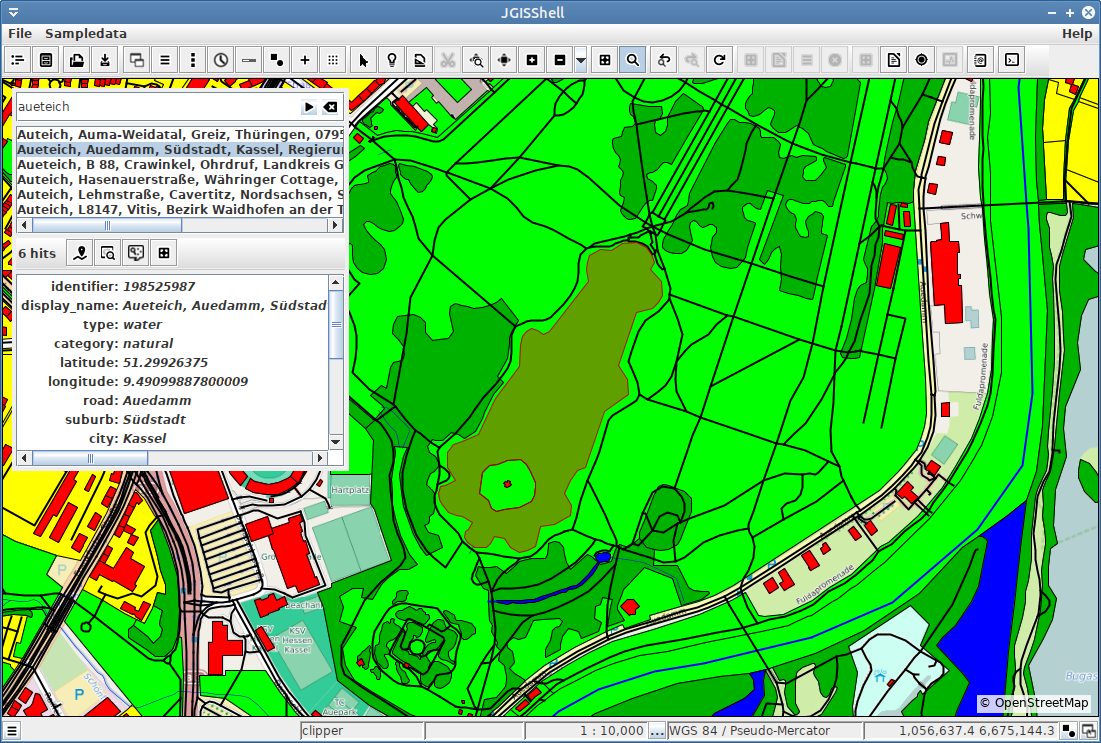 JGISShell
File Sampledata Help
aueteich
Auteich, Auma-Weidatal, Greiz, Thüringen, 0795
Aueteich, Auedamm, Südstadt, Kassel, Regieru
Aueteich, B 88, Crawinkel, Ohrdruf, Landkreis G
Auteich, Hasenauerstraße, Währinger Cottage,
Auteich, Lehmstraße, Cavertitz, Nordsachsen, S
Auteich, L8147, Vitis, Bezirk Waidhofen an der T
6 hits
identifier: 198525987
display_name: Aueteich, Auedamm, Südstad
type: water
category: natural
latitude: 51.29926375
longitude: 9.49099887800009
road: Auedamm
suburb: Südstadt
city: Kassel
Schw
Fuldapromenade
Hartplatz
P
Fuldapromenade
KSV
Hessen
Kassel
P
TC
Auepark
Bugas
© OpenStreetMap
clipper
1 : 10,000
...
WGS 84 / Pseudo-Mercator
1,056,637.4 6,675,144.3